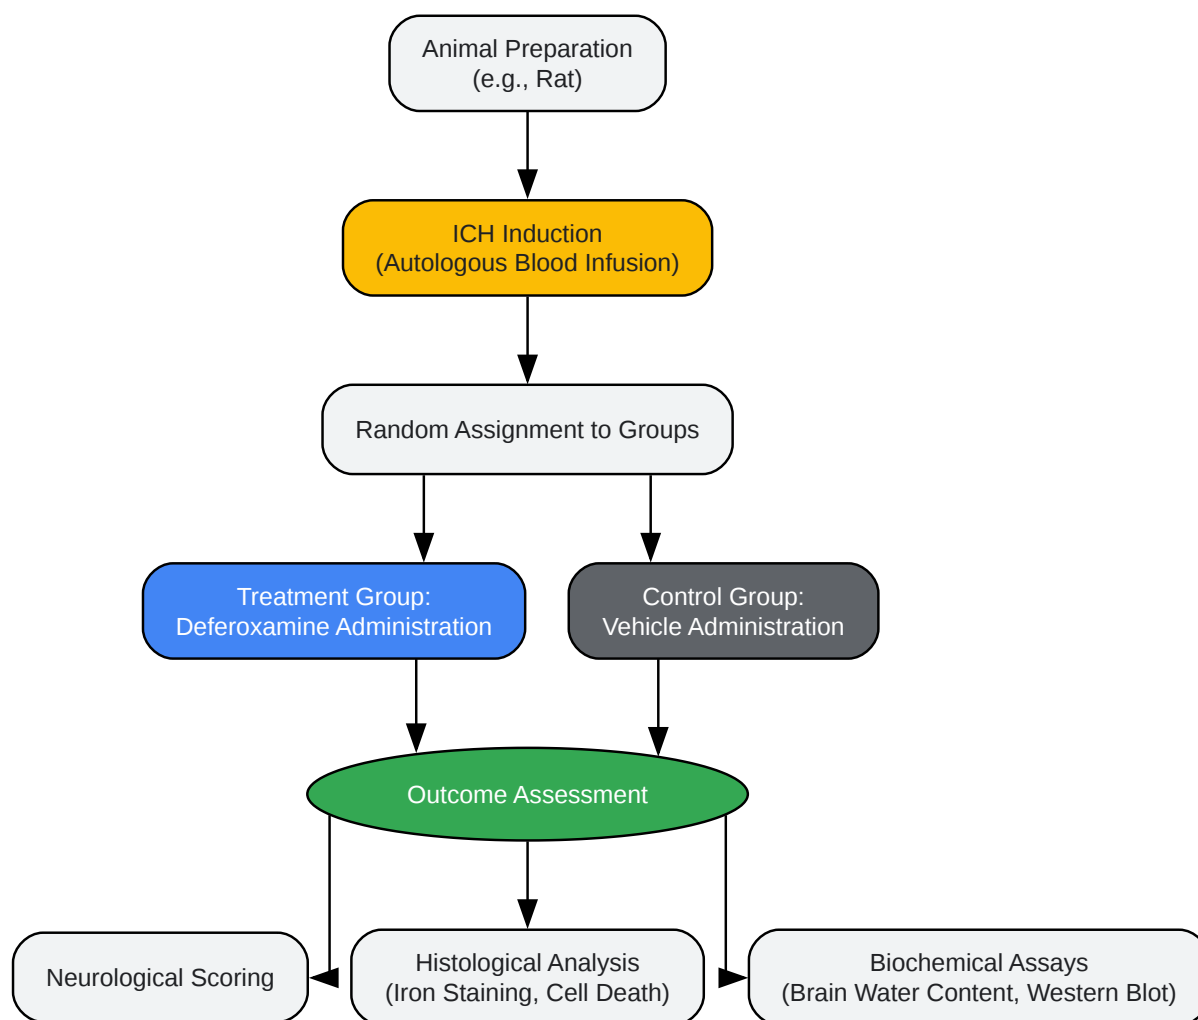 Animal Preparation
(e.g., Rat)
ICH Induction
(Autologous Blood Infusion)
Random Assignment to Groups
Treatment Group:
Deferoxamine Administration
Control Group:
Vehicle Administration
Outcome Assessment
Neurological Scoring
Histological Analysis
(Iron Staining, Cell Death)
Biochemical Assays
(Brain Water Content, Western Blot)